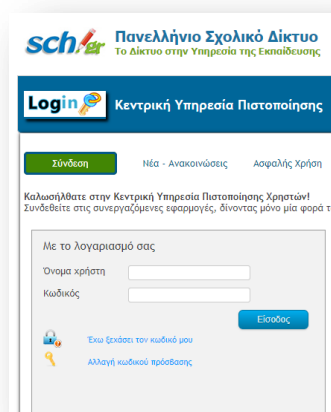 sch.gr Πανελλήνιο Σχολικό Δίκτυο
Το Δίκτυο στην Υπηρεσία της Εκπαίδευσης
Login Κεντρική Υπηρεσία Πιστοποίησης
Σύνδεση Νέα - Ανακοινώσεις Ασφαλής Χρήση
Καλωσήλθατε στην Κεντρική Υπηρεσία Πιστοποίησης Χρηστών!
Συνδεθείτε στις συνεργαζόμενες εφαρμογές, δίνοντας μόνο μία φορά
Με το λογαριασμό σας
Όνομα χρήστη
Κωδικός
Είσοδος
Έχω ξεχάσει τον κωδικό μου
Αλλαγή κωδικού πρόσβασης